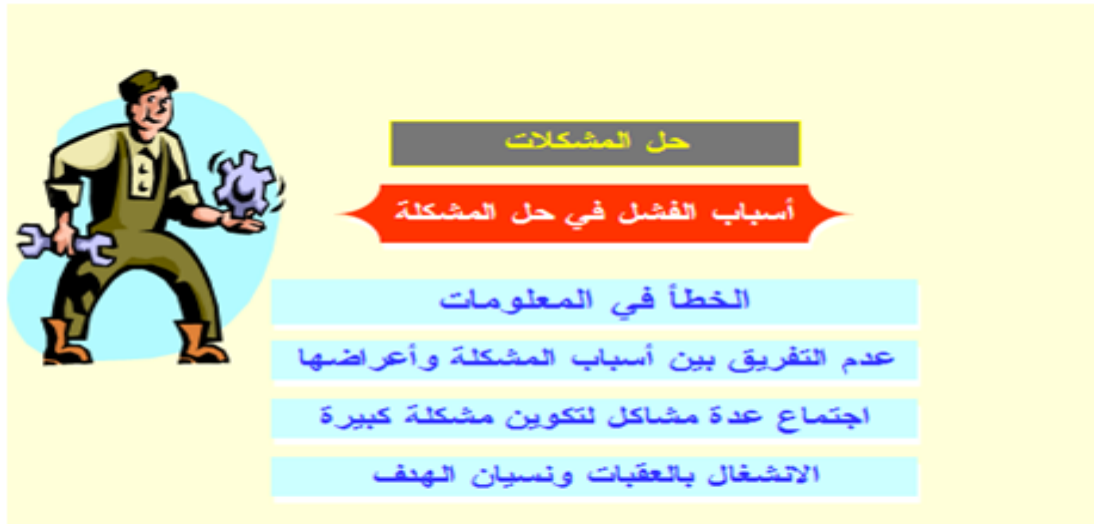 حل المشكلات
أسباب الفشل في حل المشكلة
الخطأ في المعلومات
عدم التفريق بين أسباب المشكلة وأعراضها
اجتماع عدة مشاكل لتكوين مشكلة كبيرة
الانشغال بالعقبات ونسيان الهدف